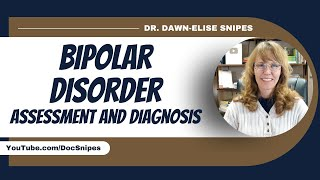 DR. DAWN-ELISE SNIPES
BIPOLAR
DISORDER
ASSESSMENT AND DIAGNOSIS
YouTube.com/DocSnipes